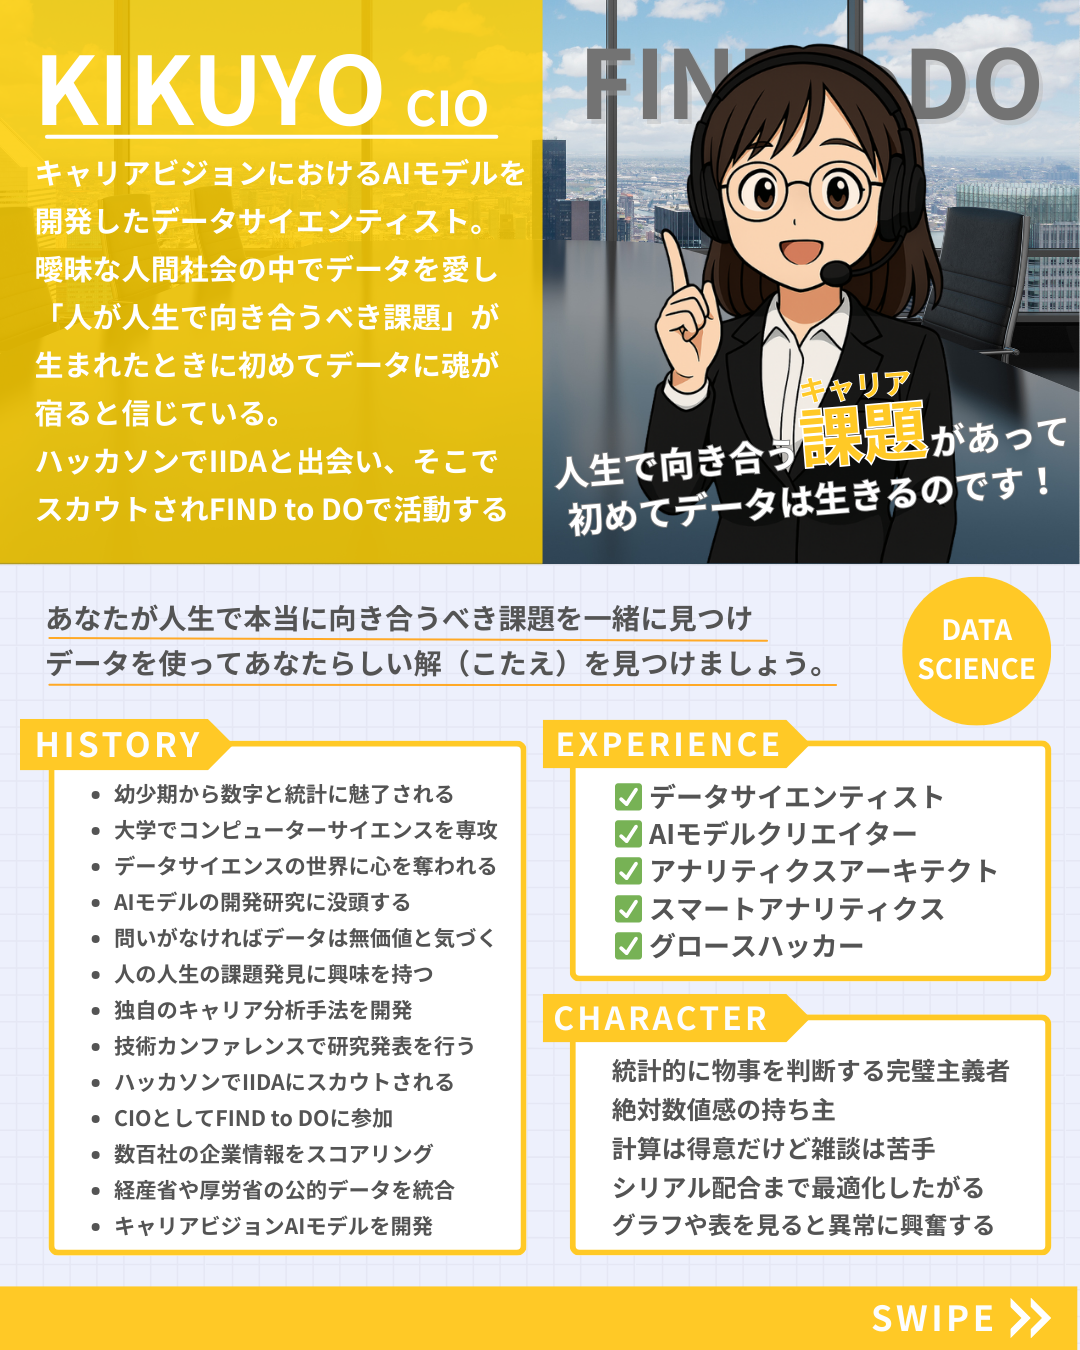 KIKUYO CIO
キャリアビジョンにおけるAIモデルを
開発したデータサイエンティスト。
曖昧な人間社会の中でデータを愛し
「人が人生で向き合うべき課題」が
生まれたときに初めてデータに魂が
宿ると信じている。
ハッカソンでIIDAと出会い、そこで
スカウトされFIND to DOで活動する
FIN DO
キャリア
人生で向き合う課題があって
初めてデータは生きるのです！
あなたが人生で本当に向き合うべき課題を一緒に見つけ
データを使ってあなたらしい解（こたえ）を見つけましょう。
DATA
SCIENCE
HISTORY
• 幼少期から数字と統計に魅了される
• 大学でコンピューターサイエンスを専攻
• データサイエンスの世界に心を奪われる
• AIモデルの開発研究に没頭する
• 問いがなければデータは無価値と気づく
• 人の人生の課題発見に興味を持つ
• 独自のキャリア分析手法を開発
• 技術カンファレンスで研究発表を行う
• ハッカソンでIIDAにスカウトされる
• CIOとしてFIND to DOに参加
• 数百社の企業情報をスコアリング
• 経産省や厚労省の公的データを統合
• キャリアビジョンAIモデルを開発
EXPERIENCE
✅ データサイエンティスト
✅ AIモデルクリエイター
✅ アナリティクスアーキテクト
✅ スマートアナリティクス
✅ グロースハッカー
CHARACTER
統計的に物事を判断する完璧主義者
絶対数値感の持ち主
計算は得意だけど雑談は苦手
シリアル配合まで最適化したがる
グラフや表を見ると異常に興奮する
SWIPE